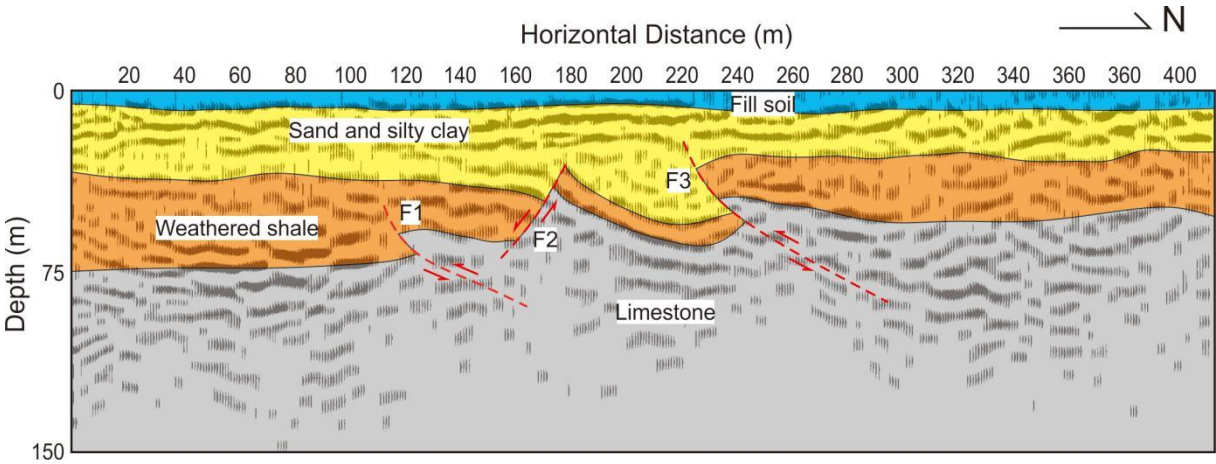 N
Horizontal Distance (m)
20 40 60 80 100 120 140 160 180 200 220 240 260 280 300 320 340 360 360 400
0
Fill soil
Sand and silty clay
F3
F1
Weathered shale
F2
75
Limestone
Depth (m)
150